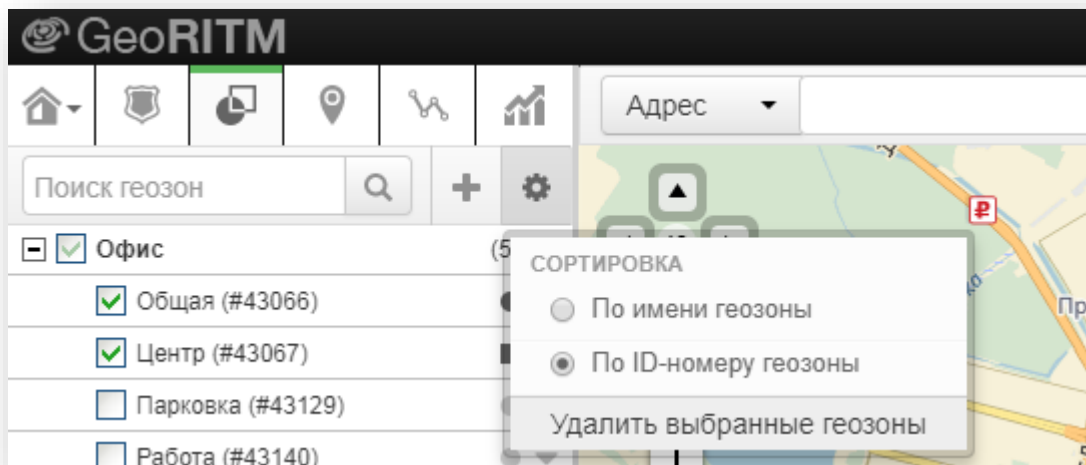 GeoRITM
Адрес
Поиск геозон
Офис (5
СОРТИРОВКА
Общая (#43066)
По имени геозоны
Центр (#43067)
По ID-номеру геозоны
Парковка (#43129)
Удалить выбранные геозоны
Работа (#43140)